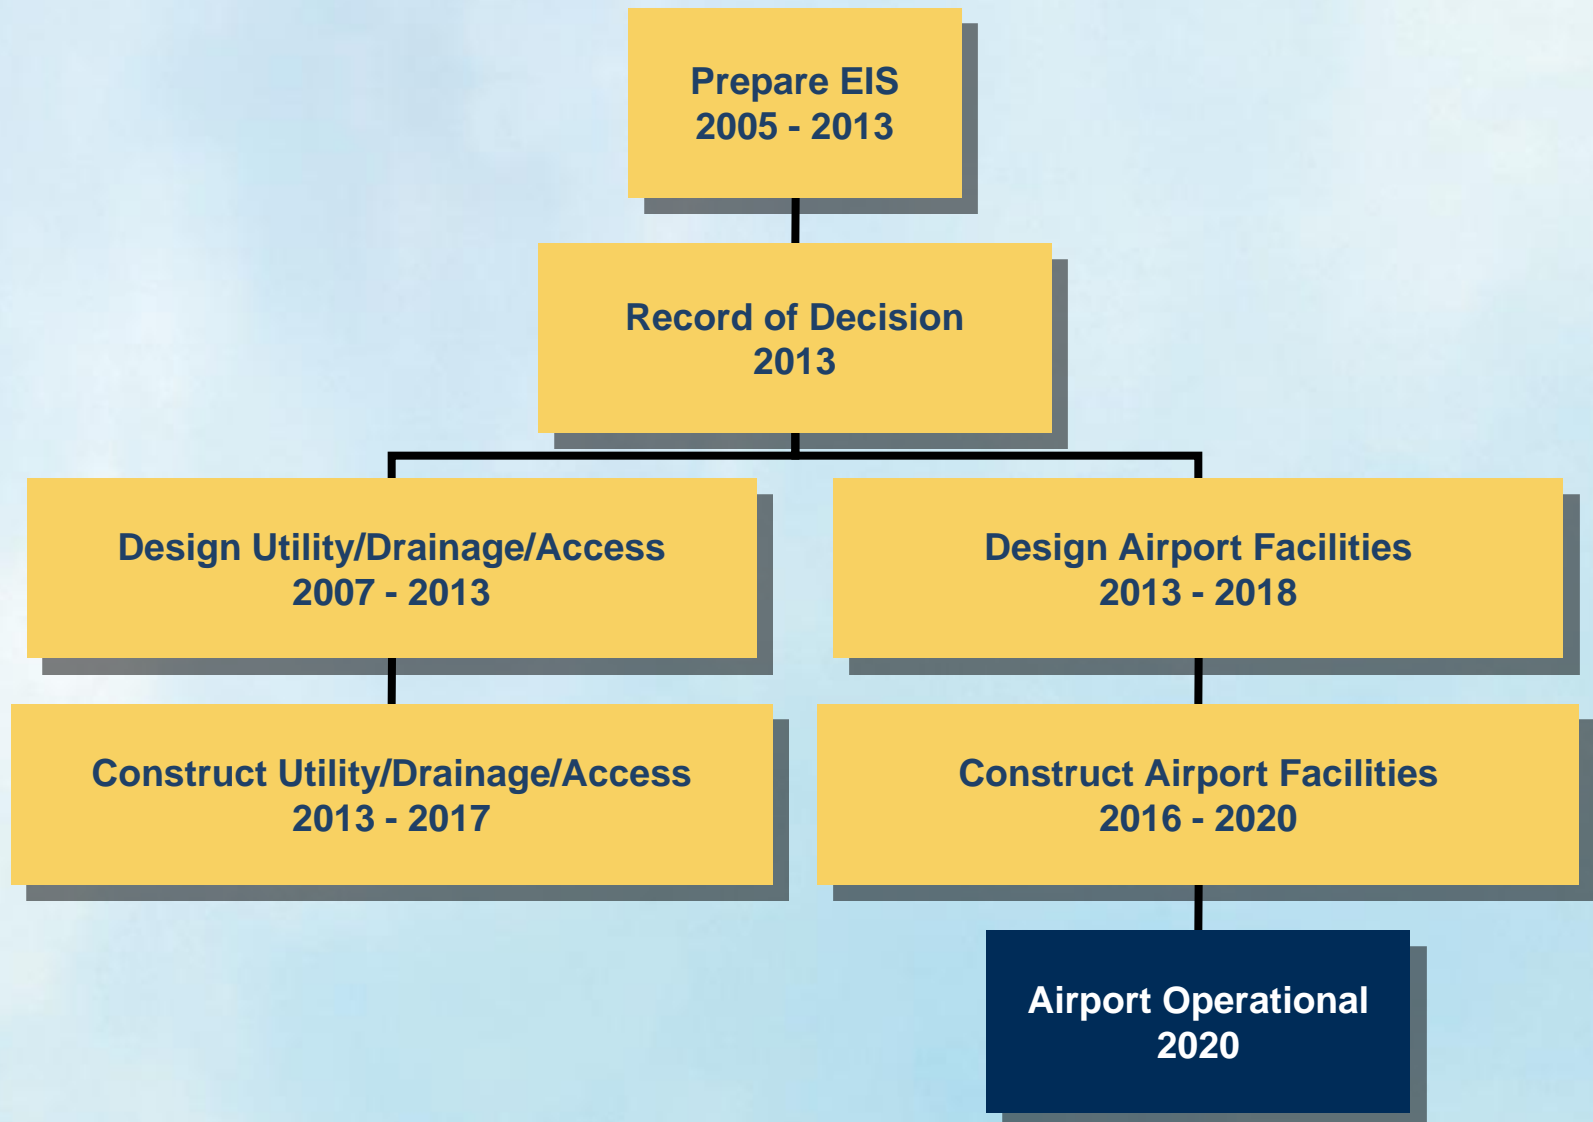 Prepare EIS
2005 - 2013
Record of Decision
2013
Design Utility/Drainage/Access
2007 - 2013
Design Airport Facilities
2013 - 2018
Construct Utility/Drainage/Access
2013 - 2017
Construct Airport Facilities
2016 - 2020
Airport Operational
2020